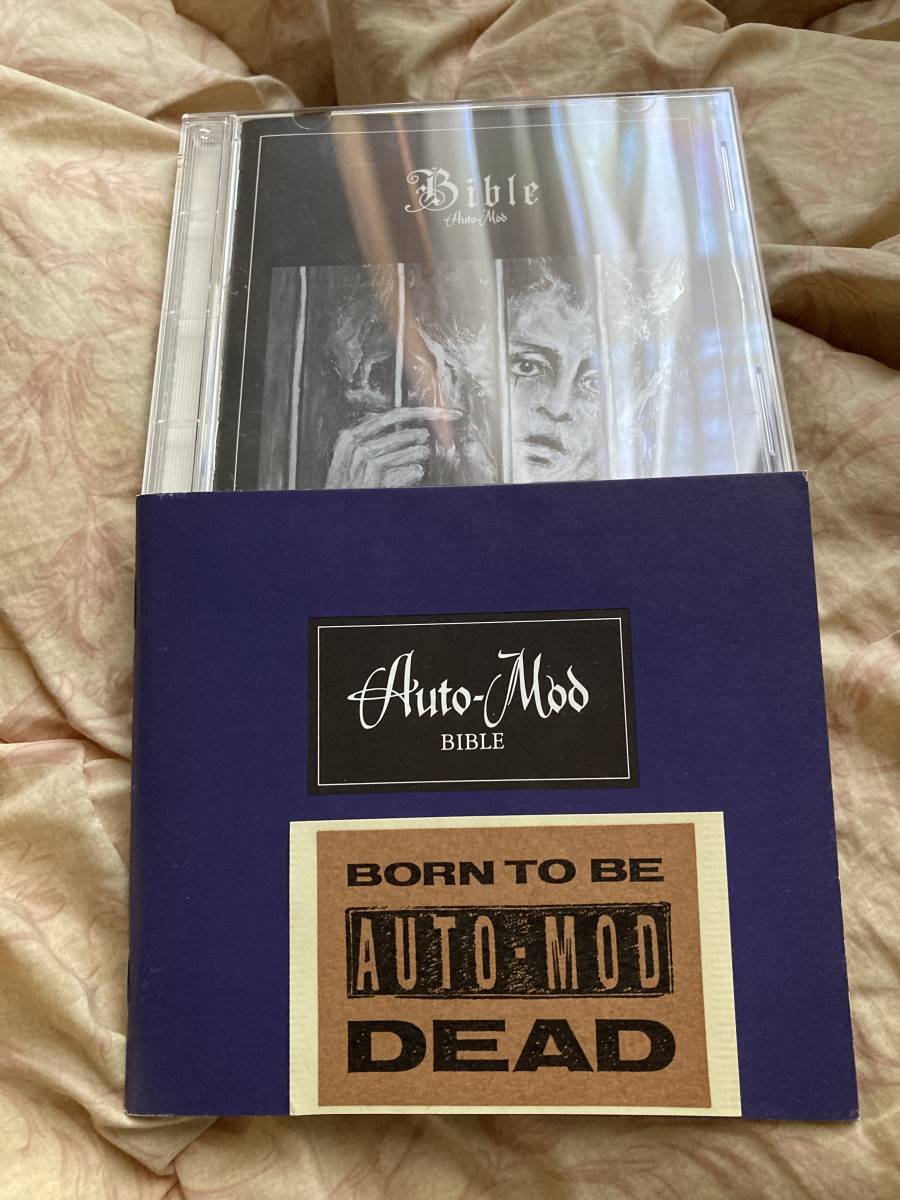 Bible
Auto-Mod
Auto-Mod
BIBLE
BORN TO BE
AUTO-MOD
DEAD